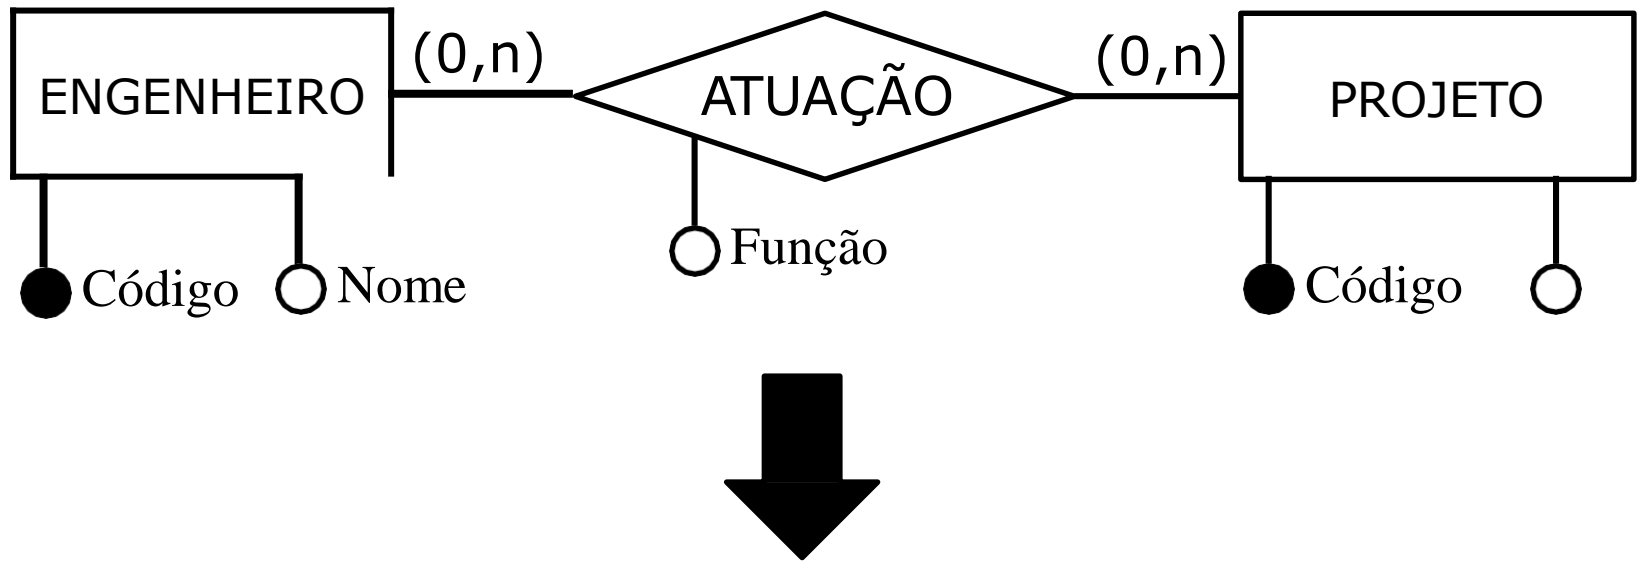 (0,n)
(0,n)
ENGENHEIRO
ATUAÇÃO
PROJETO
Função
Código
Nome
Código